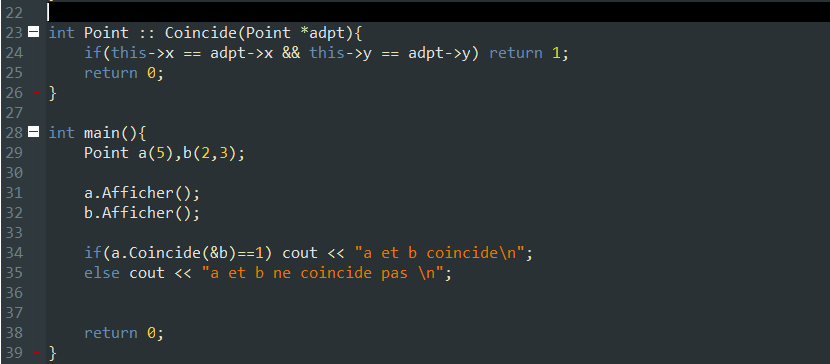 22
23 int Point :: Coincide(Point *adpt){
24     if(this->x == adpt->x && this->y == adpt->y) return 1;
25     return 0;
26 }
27
28 int main(){
29     Point a(5),b(2,3);
30
31     a.Afficher();
32     b.Afficher();
33
34     if(a.Coincide(&b)==1) cout << "a et b coincide\n";
35     else cout << "a et b ne coincide pas \n";
36
37
38     return 0;
39 }